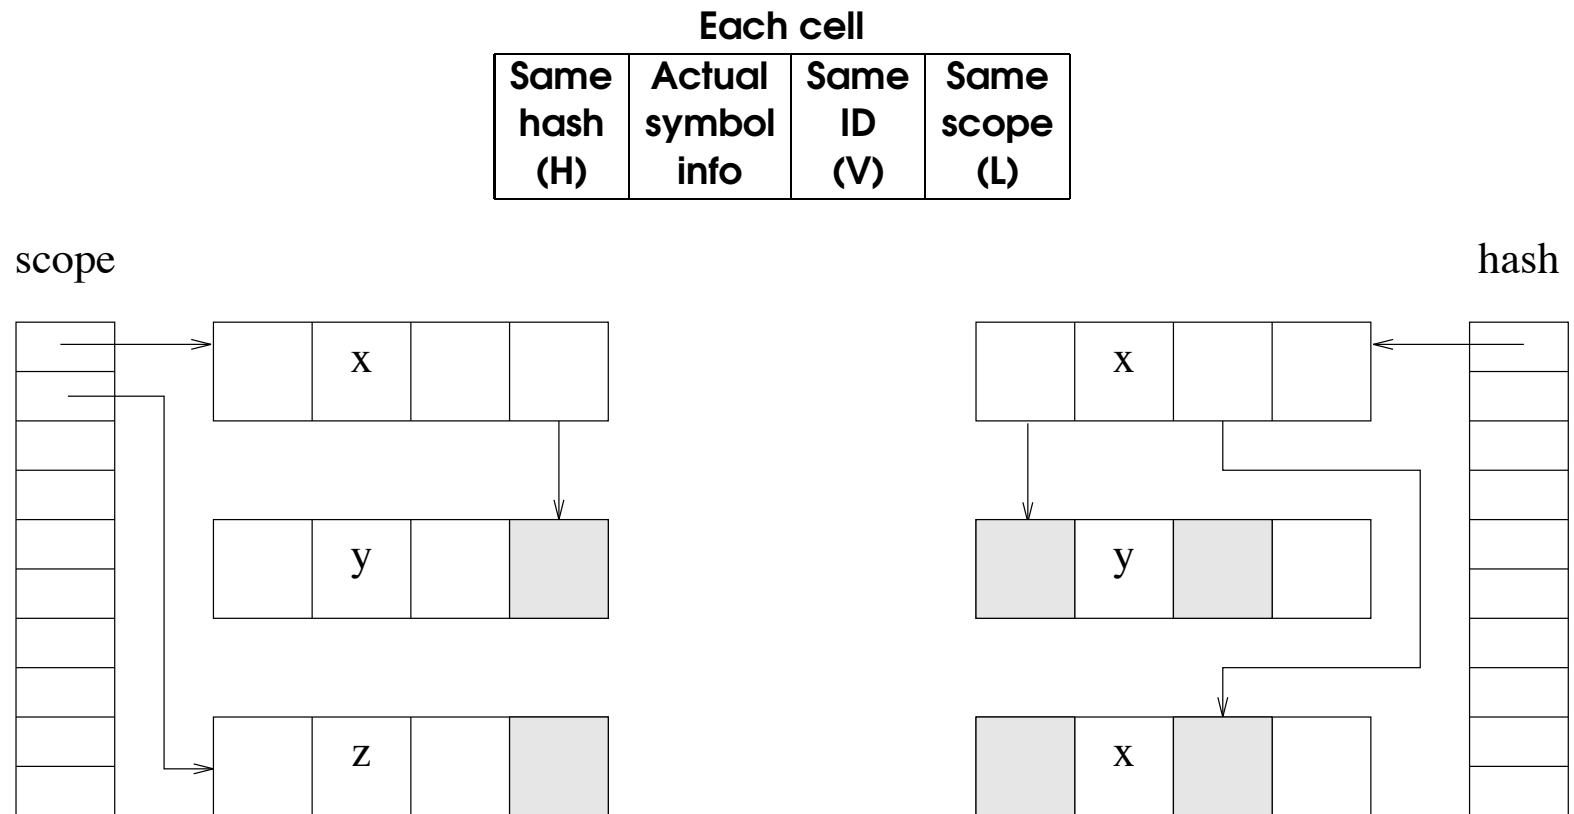 Each cell
Same hash (H) Actual symbol info Same ID (V) Same scope (L)
scope
hash
x
x
y
y
z
x